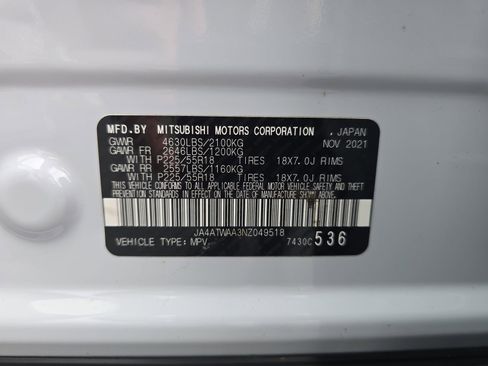 MFD.BY MITSUBISHI MOTORS CORPORATION , JAPAN
GVWR 4630LBS/2100KG NOV 2021
GAWR FR 2646LBS/1200KG
WITH P225/55R18 TIRES 18X7.0J RIMS
GAWR RR 2557LBS/1160KG
WITH P225/55R18 TIRES 18X7.0J RIMS
THIS VEHICLE CONFORMS TO ALL APPLICABLE FEDERAL MOTOR VEHICLE SAFETY AND
THEFT PREVENTION STANDARDS IN EFFECT ON THE DATE OF MANUFACTURE SHOWN ABOVE.
JA4ATWAA3NZ049518
VEHICLE TYPE: MPV 7430C 536